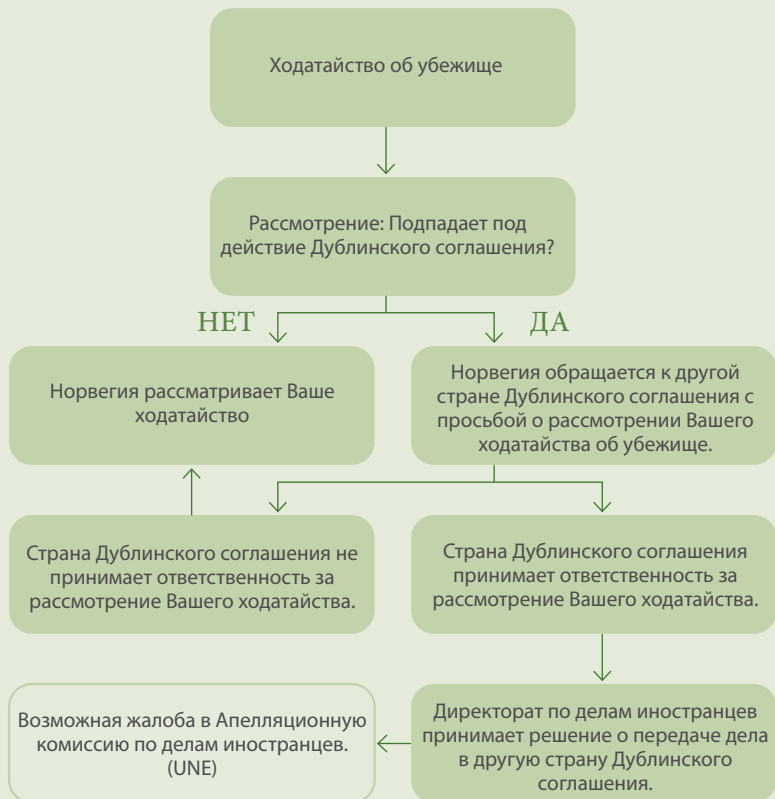 Ходатайство об убежище
Рассмотрение: Подпадает под
действие Дублинского соглашения?
НЕТ
ДА
Норвегия рассматривает Ваше
ходатайство
Норвегия обращается к другой
стране Дублинского соглашения с
просьбой о рассмотрении Вашего
ходатайства об убежище.
Страна Дублинского соглашения не
принимает ответственность за
рассмотрение Вашего ходатайства.
Страна Дублинского соглашения
принимает ответственность за
рассмотрение Вашего ходатайства.
Возможная жалоба в Апелляционную
комиссию по делам иностранцев.
(UNE)
Директорат по делам иностранцев
принимает решение о передаче дела
в другую страну Дублинского
соглашения.